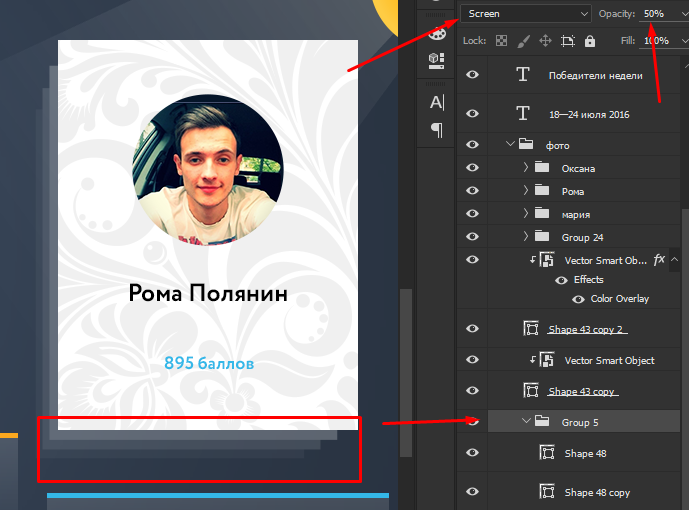 Screen
Opacity: 50%
Lock:
Fill: 100%
Победители недели
18—24 июля 2016
фото
Оксана
Рома
мария
Group 24
Vector Smart Ob... fx
Effects
Color Overlay
Shape 43 copy 2
Vector Smart Object
Shape 43 copy
Group 5
Shape 48
Shape 48 copy
Рома Полянин
895 баллов